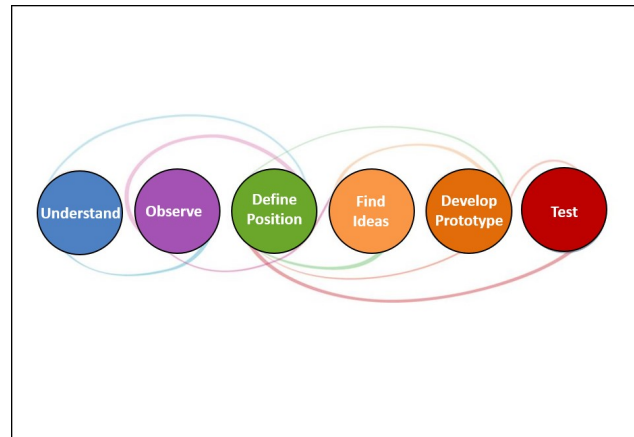 Understand
Observe
Define
Position
Find
Ideas
Develop
Prototype
Test